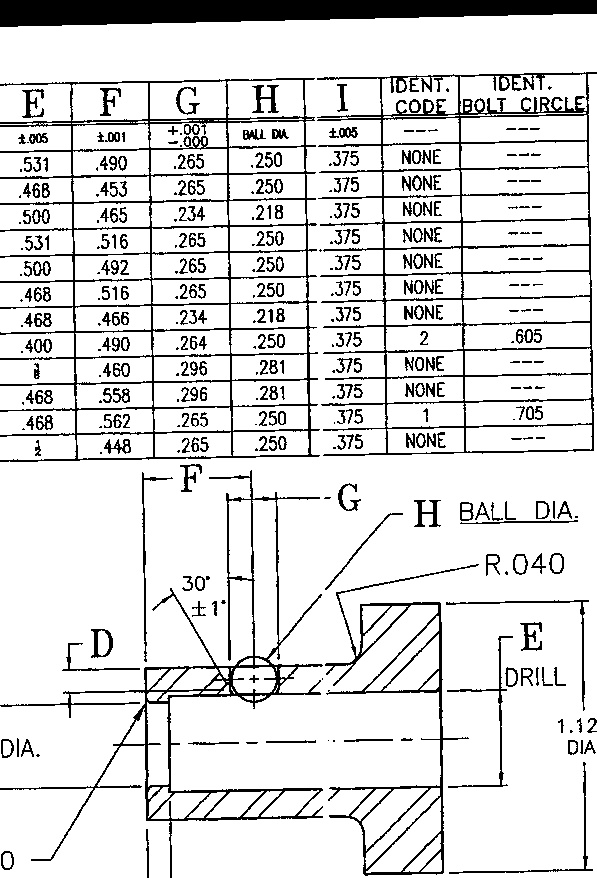 IDENT. IDENT.
E F G H I CODE BOLT CIRCLE
±.005 ±.001 +.001 -.000 BALL DIA. ±.005 --- ---
.531 .490 .265 .250 .375 NONE ---
.468 .453 .265 .250 .375 NONE ---
.500 .465 .234 .218 .375 NONE ---
.531 .516 .265 .250 .375 NONE ---
.500 .492 .265 .250 .375 NONE ---
.468 .516 .265 .250 .375 NONE ---
.468 .466 .234 .218 .375 NONE ---
.400 .490 .264 .250 .375 2 .605
.460 .296 .281 .375 NONE ---
.468 .558 .296 .281 .375 NONE ---
.468 .562 .265 .250 .375 1 .705
1/2 .448 .265 .250 .375 NONE ---
F
G
H BALL DIA.
R.040
30°
±1°
D
E
DRILL
1.12
DIA
DIA.
0